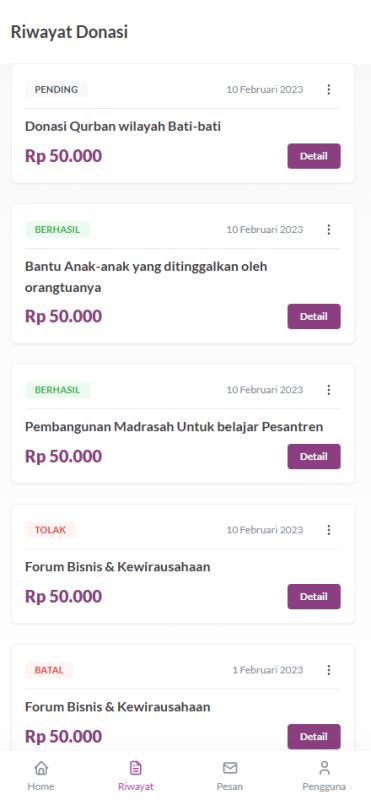 Riwayat Donasi
PENDING 10 Februari 2023
Donasi Qurban wilayah Bati-bati
Rp 50.000 Detail
BERHASIL 10 Februari 2023
Bantu Anak-anak yang ditinggalkan oleh
orangtuanya
Rp 50.000 Detail
BERHASIL 10 Februari 2023
Pembangunan Madrasah Untuk belajar Pesantren
Rp 50.000 Detail
TOLAK 10 Februari 2023
Forum Bisnis & Kewirausahaan
Rp 50.000 Detail
BATAL 1 Februari 2023
Forum Bisnis & Kewirausahaan
Rp 50.000 Detail
Home Riwayat Pesan Pengguna